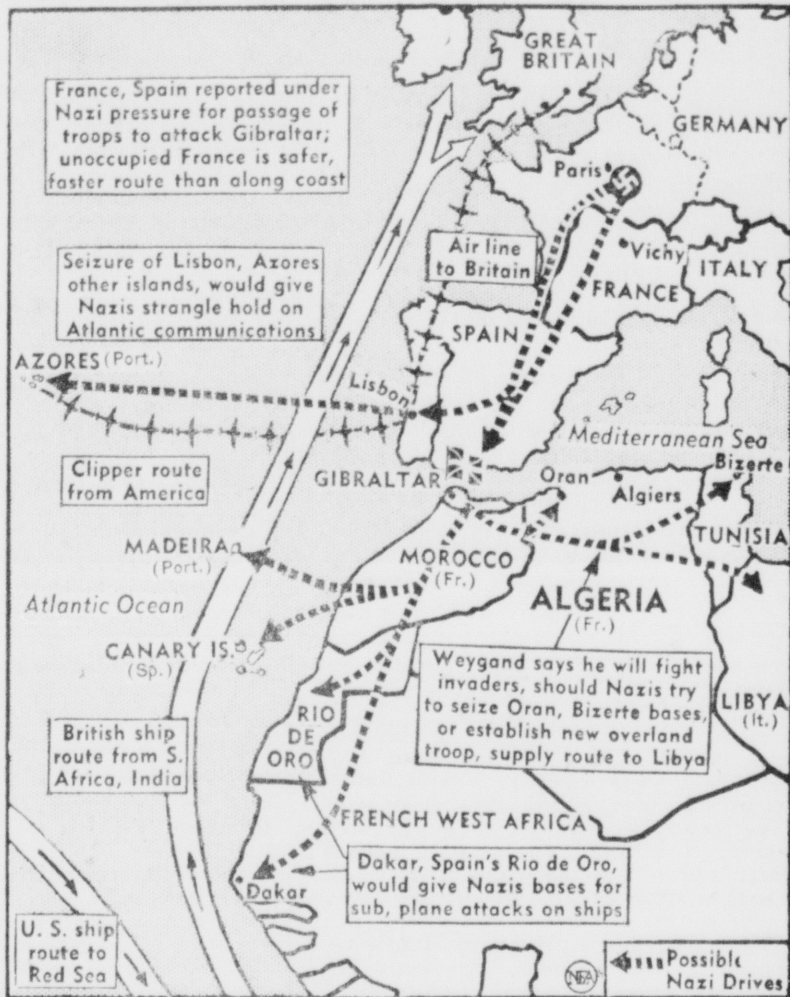 GREAT
BRITAIN
France, Spain reported under
Nazi pressure for passage of
troops to attack Gibraltar;
unoccupied France is safer,
faster route than along coast
GERMANY
Paris
Air line
to Britain
Vichy
ITALY
FRANCE
Seizure of Lisbon, Azores
other islands, would give
Nazis strangle hold on
Atlantic communications
SPAIN
AZORES (Port.)
Lisbon
Mediterranean Sea
Clipper route
from America
GIBRALTAR
Oran
Algiers
Bizerte
TUNISIA
MADEIRA
(Port.)
MOROCCO
(Fr.)
Atlantic Ocean
ALGERIA
(Fr.)
CANARY IS.
(Sp.)
Weygand says he will fight
invaders, should Nazis try
to seize Oran, Bizerte bases,
or establish new overland
troop, supply route to Libya
LIBYA
(It.)
RIO
DE
ORO
British ship
route from S.
Africa, India
FRENCH WEST AFRICA
Dakar, Spain's Rio de Oro,
would give Nazis bases for
sub, plane attacks on ships
Dakar
U. S. ship
route to
Red Sea
NEA
Possible
Nazi Drives